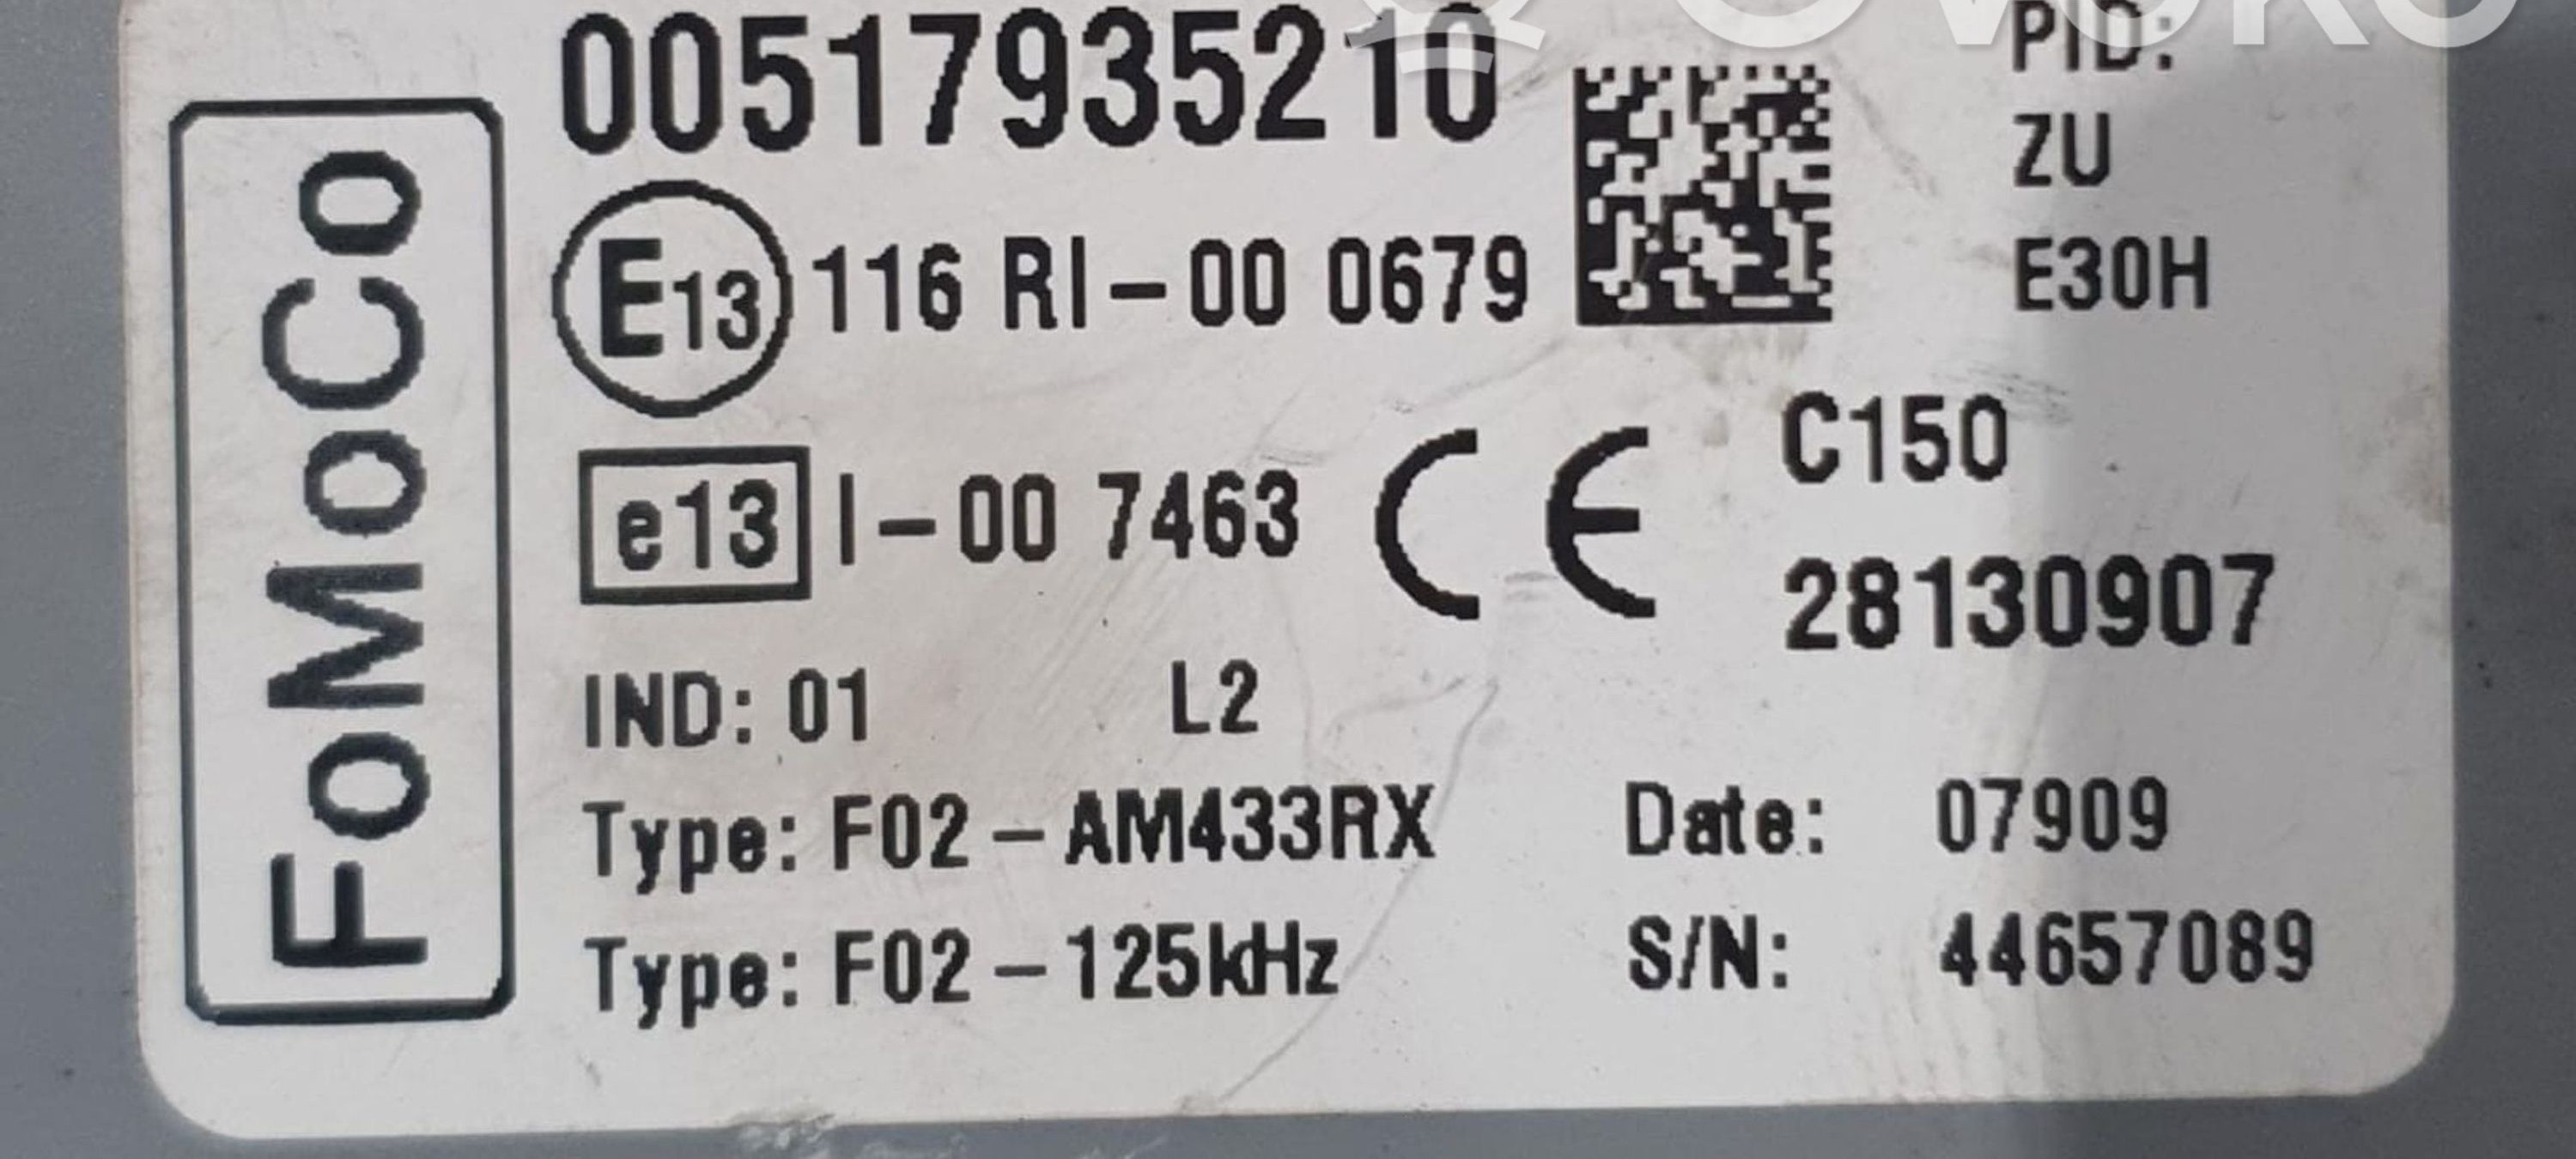 FoMoCo
00517935210
PID:
ZU
E30H
E13 116 RI-00 0679
e13 I-00 7463 CE
C150
28130907
IND: 01 L2
Type: F02-AM433RX
Date: 07909
Type: F02-125kHz
S/N: 44657089